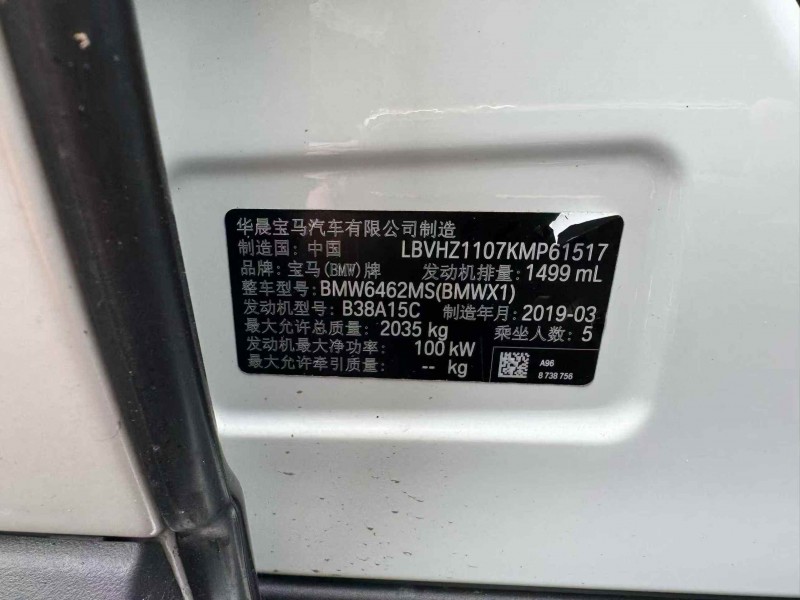 华晨宝马汽车有限公司制造
制造国：中国 LBVHZ1107KMP61517
品牌：宝马(BMW)牌 发动机排量：1499 mL
整车型号：BMW6462MS(BMWX1)
发动机型号：B38A15C 制造年月：2019-03
最大允许总质量：2035 kg 乘坐人数：5
发动机最大净功率：100 kW
最大允许牵引质量：-- kg
A96
8 738 756